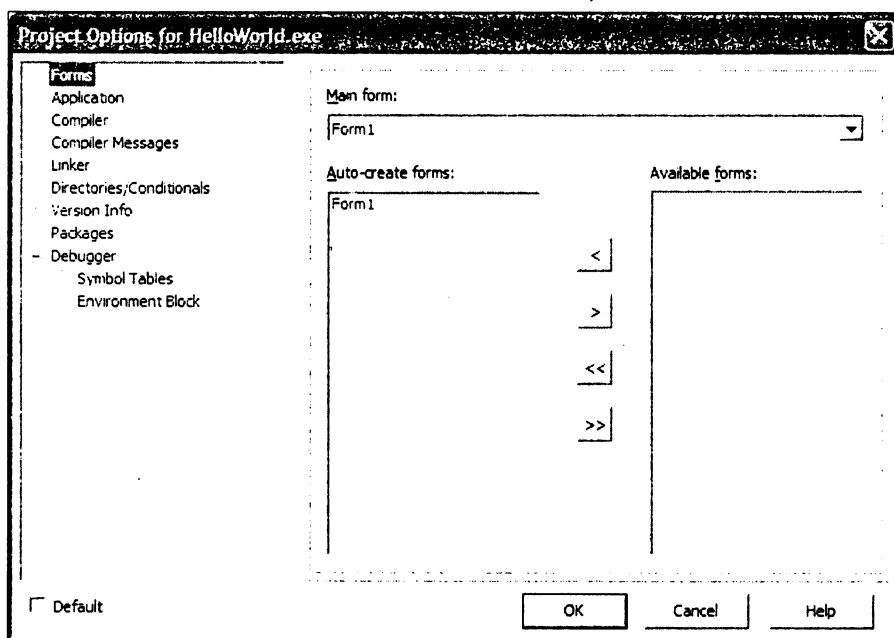 Project Options for HelloWorld.exe
Forms
Application
Compiler
Compiler Messages
Linker
Directories/Conditionals
Version Info
Packages
Debugger
Symbol Tables
Environment Block
Main form:
Form1
Auto-create forms:
Form1
Available forms:
<
>
<<
>>
Default
OK
Cancel
Help